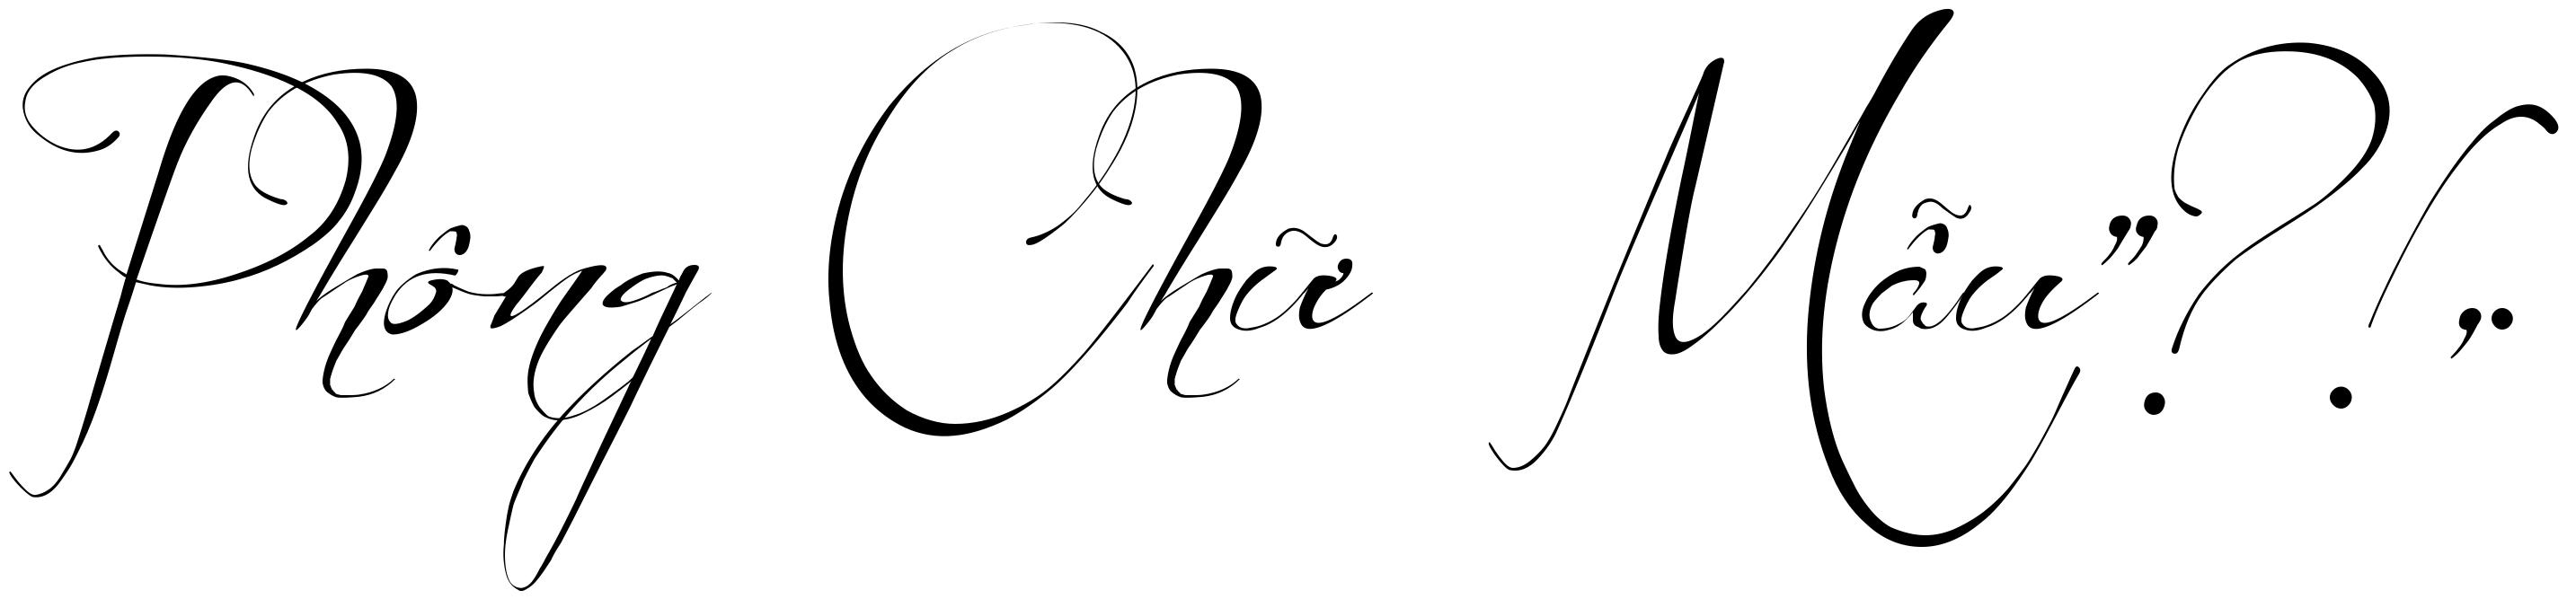 Phông Chữ Mẫu”?!,.